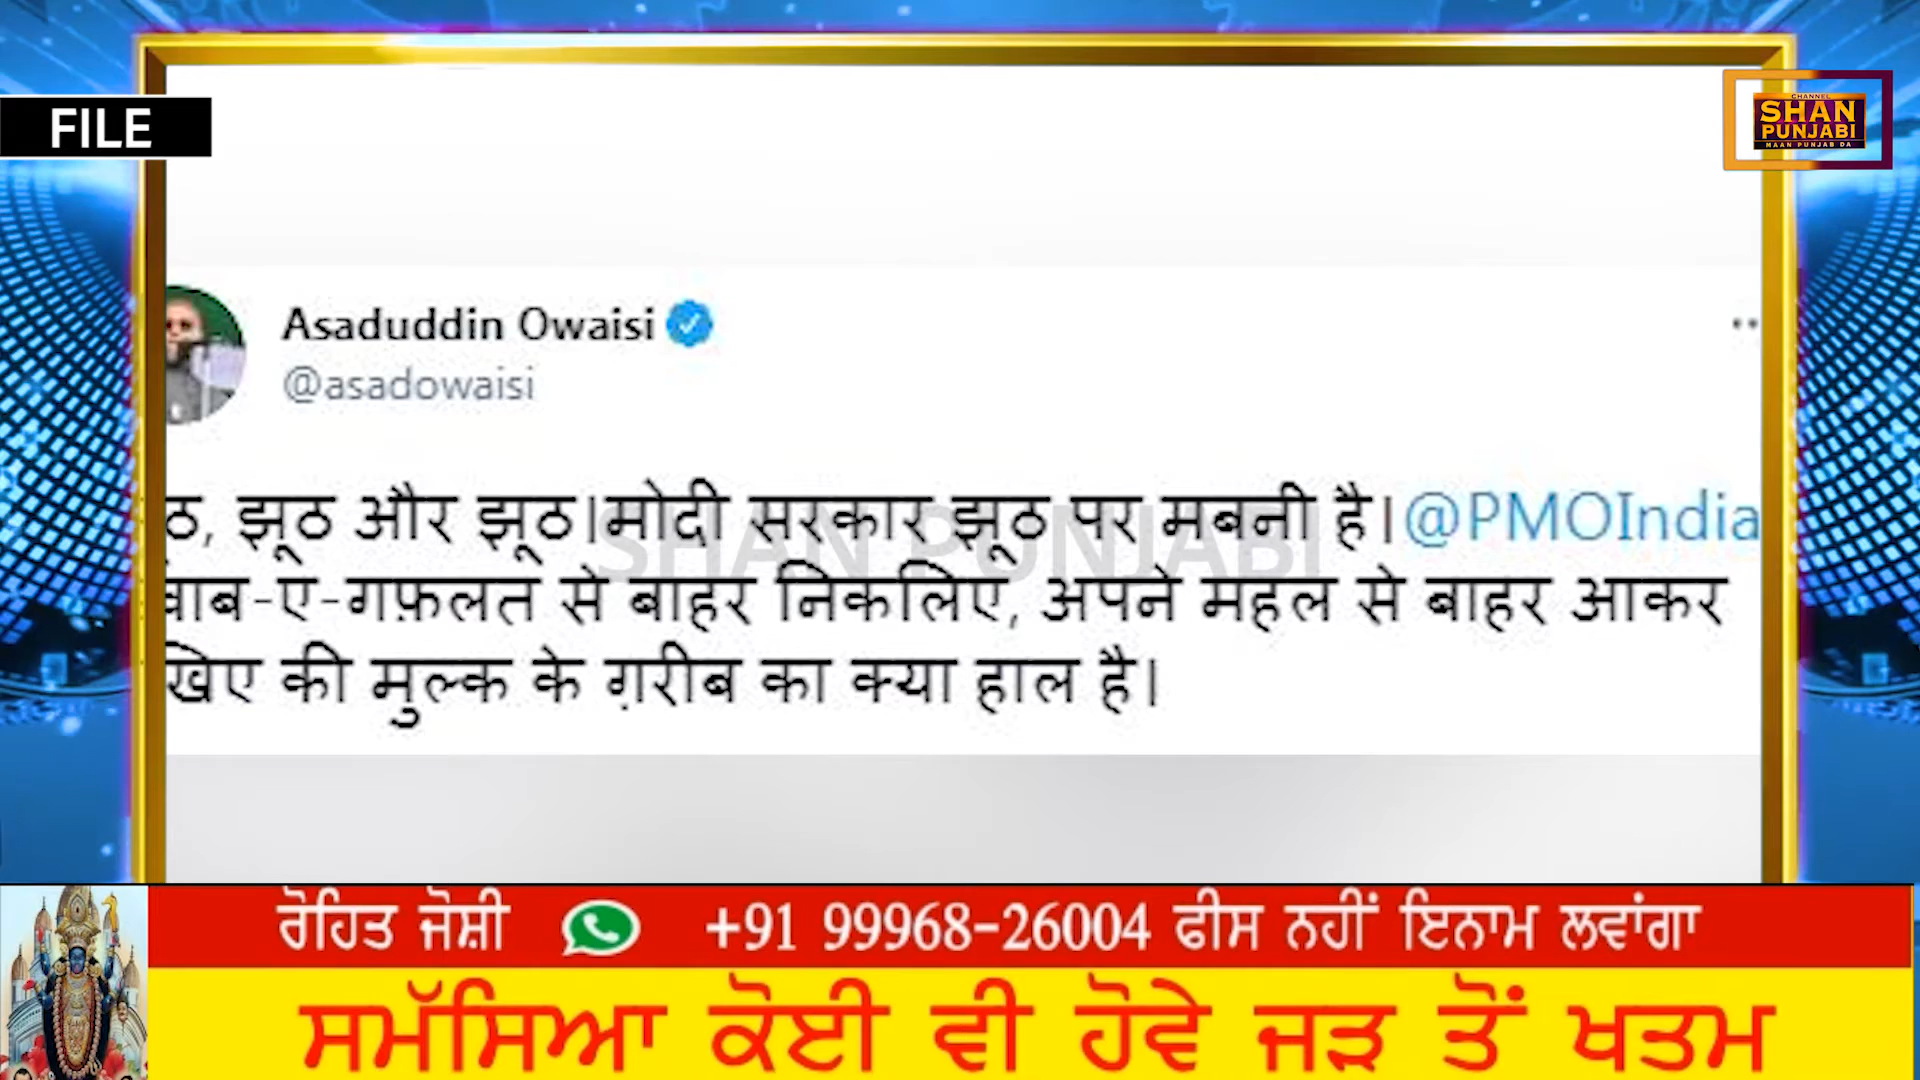 FILE
CHANNEL
SHAN
PUNJABI
MAAN PUNJAB DA
Asaduddin Owaisi
@asadowaisi
ठ, झूठ और झूठ।मोदी सरकार झूठ पर मबनी है।@PMOIndia
वाब-ए-गफ़लत से बाहर निकलिए, अपने महल से बाहर आकर
खिए की मुल्क के ग़रीब का क्या हाल है।
SHAN PUNJABI
ਰੋਹਿਤ ਜੋਸ਼ੀ +91 99968-26004 ਫੀਸ ਨਹੀਂ ਇਨਾਮ ਲਵਾਂਗਾ
ਸਮੱਸਿਆ ਕੋਈ ਵੀ ਹੋਵੇ ਜੜ ਤੋਂ ਖਤਮ